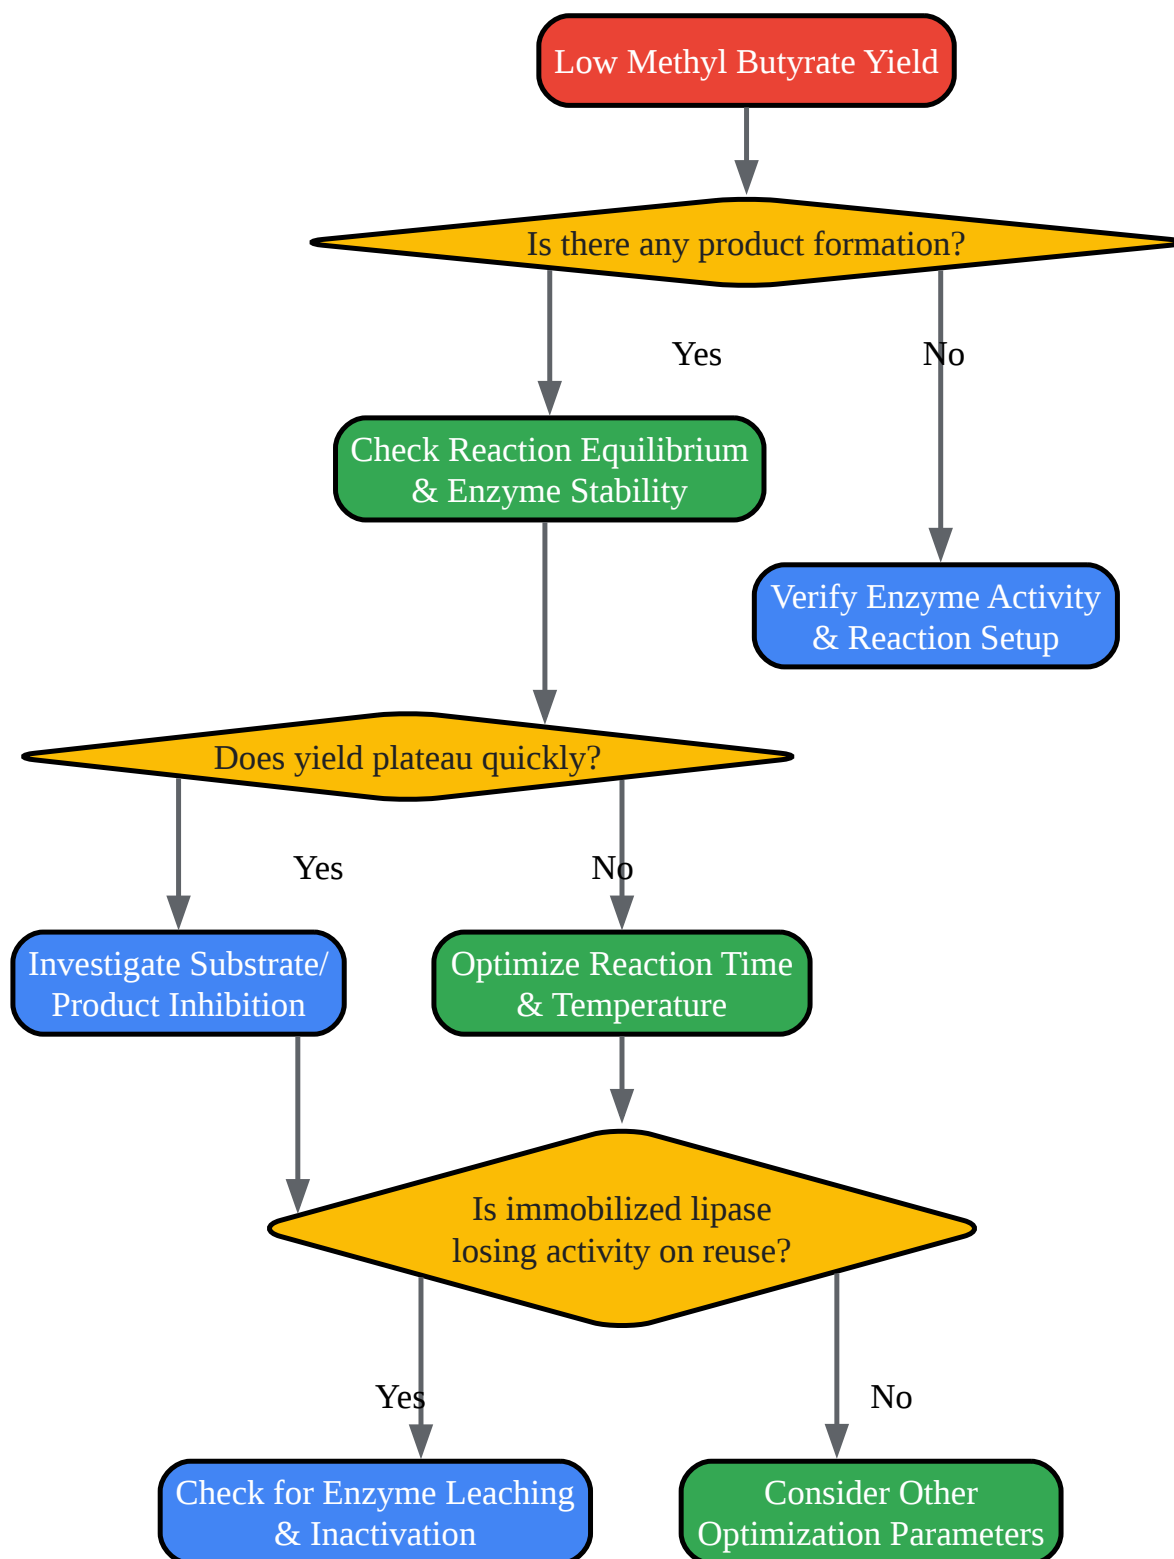 Low Methyl Butyrate Yield
Is there any product formation?
Yes
No
Check Reaction Equilibrium
& Enzyme Stability
Verify Enzyme Activity
& Reaction Setup
Does yield plateau quickly?
Yes
No
Investigate Substrate/
Product Inhibition
Optimize Reaction Time
& Temperature
Is immobilized lipase
losing activity on reuse?
Yes
No
Check for Enzyme Leaching
& Inactivation
Consider Other
Optimization Parameters